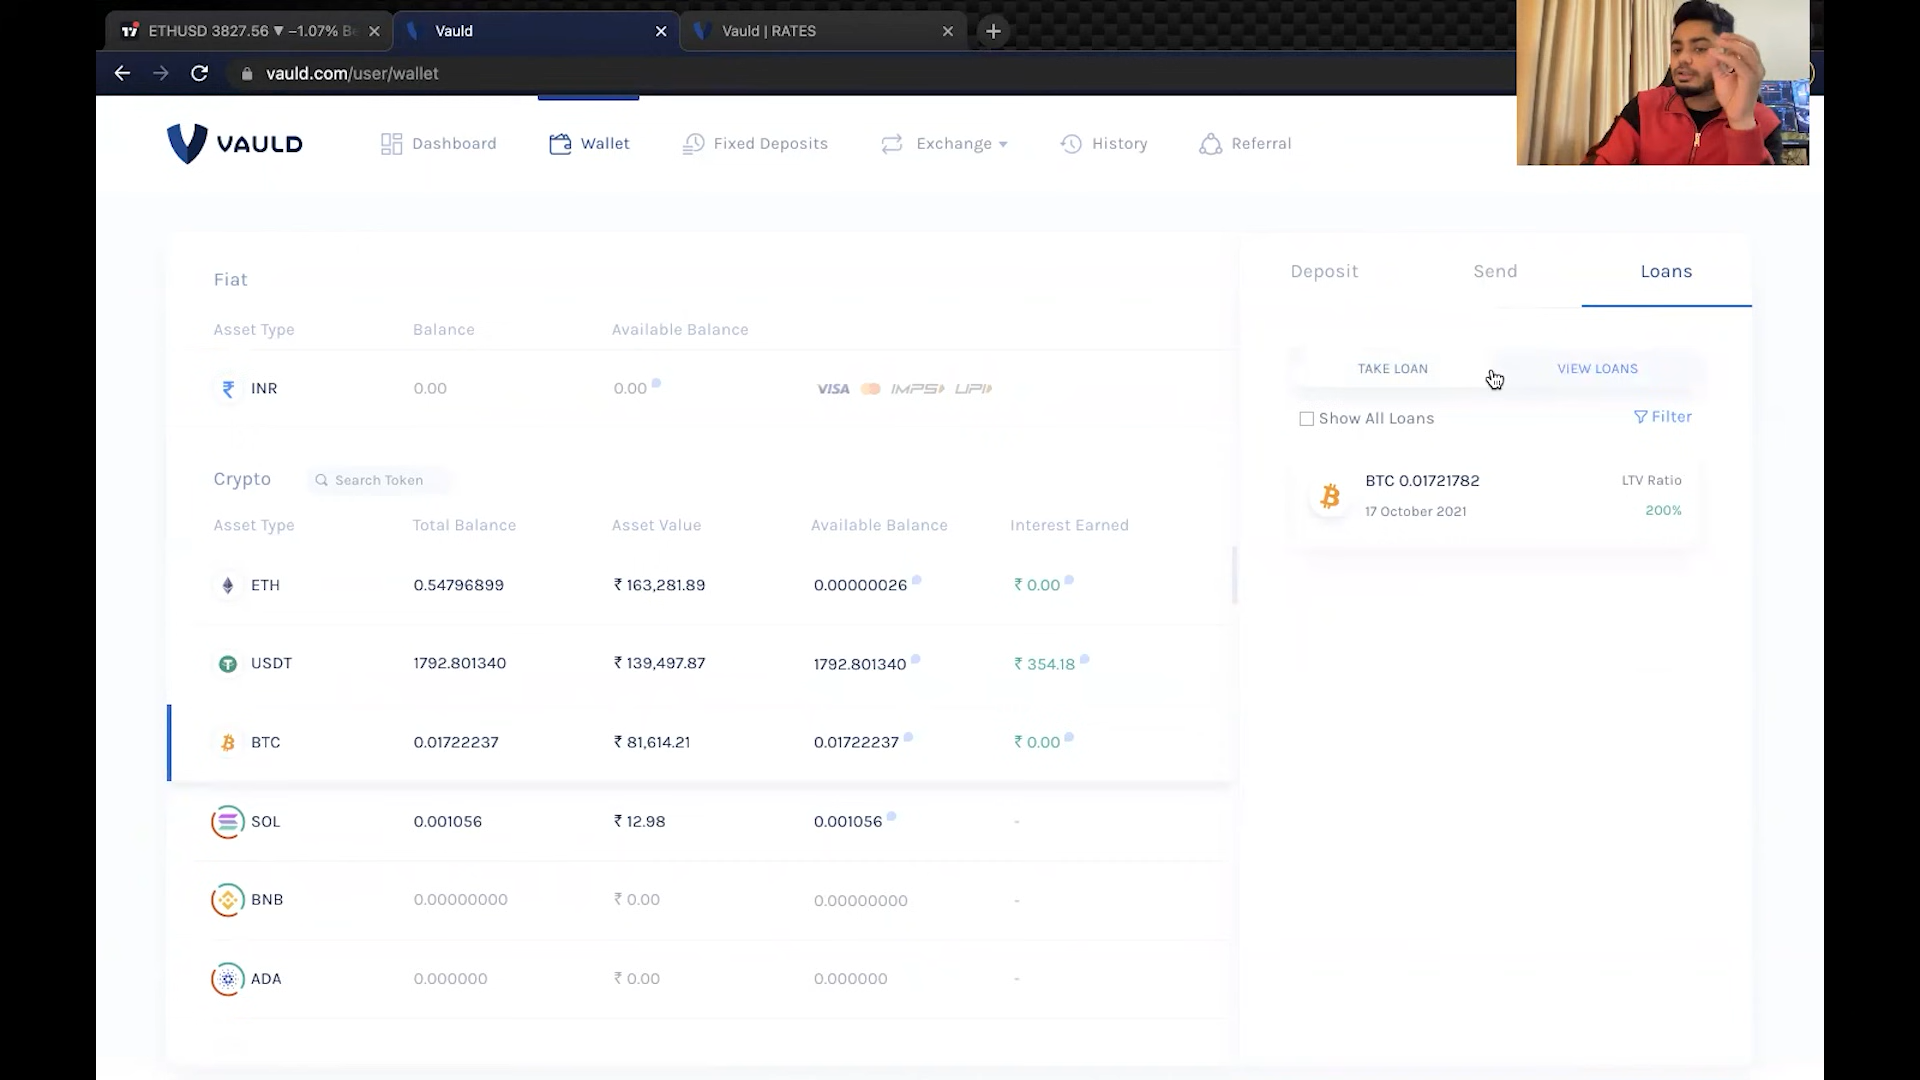 ETHUSD 3827.56 ▼ −1.07%
Vauld
Vauld | RATES
vauld.com/user/wallet
VAULD
Dashboard
Wallet
Fixed Deposits
Exchange
History
Referral
Fiat
Asset Type Balance Available Balance
INR 0.00 0.00 VISA IMPS UPI
Crypto
Search Token
Asset Type Total Balance Asset Value Available Balance Interest Earned
ETH 0.54796899 ₹ 163,281.89 0.00000026 ₹ 0.00
USDT 1792.801340 ₹ 139,497.87 1792.801340 ₹ 354.18
BTC 0.01722237 ₹ 81,614.21 0.01722237 ₹ 0.00
SOL 0.001056 ₹ 12.98 0.001056 -
BNB 0.00000000 ₹ 0.00 0.00000000 -
ADA 0.000000 ₹ 0.00 0.000000 -
Deposit Send Loans
TAKE LOAN VIEW LOANS
Show All Loans Filter
BTC 0.01721782 LTV Ratio
17 October 2021 200%